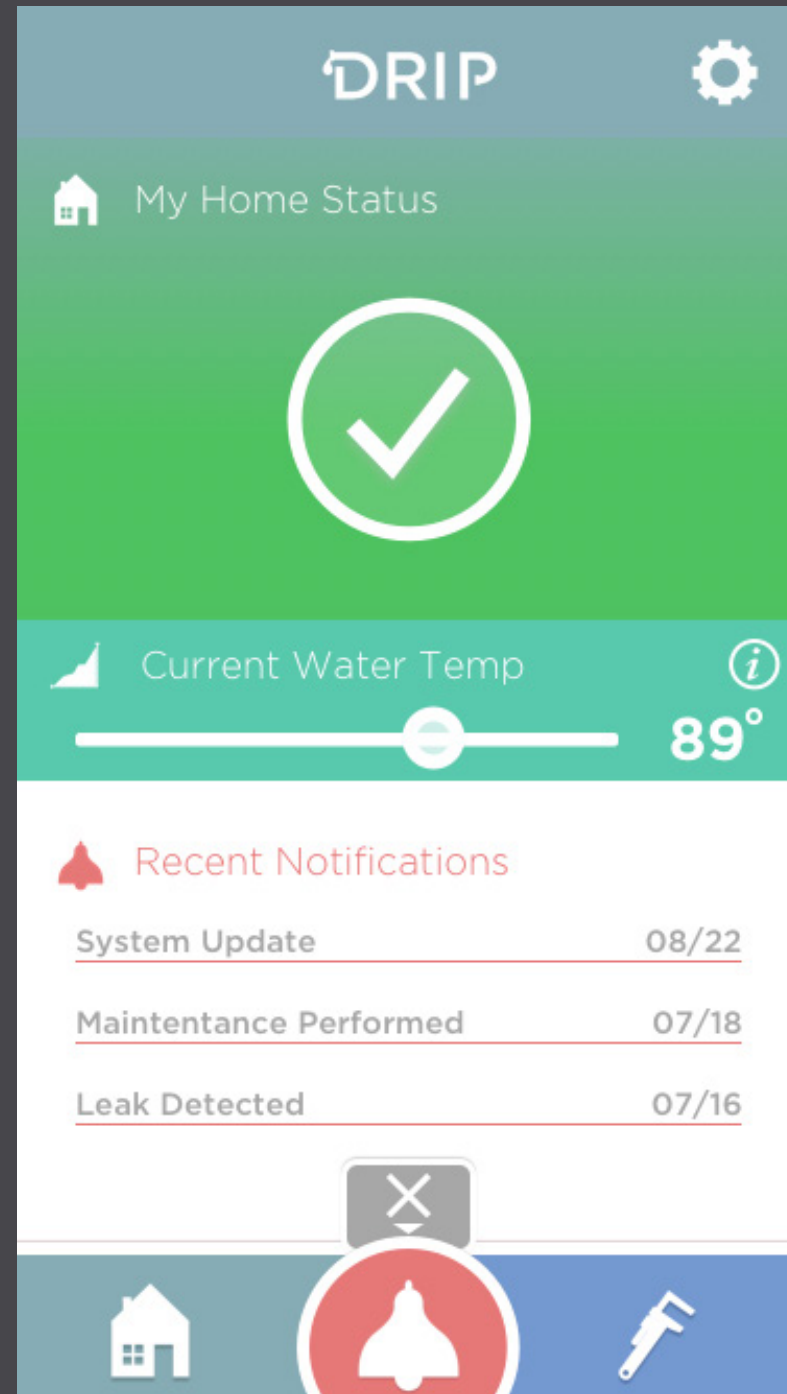 DRIP
My Home Status
Current Water Temp
89°
Recent Notifications
System Update 08/22
Maintentance Performed 07/18
Leak Detected 07/16